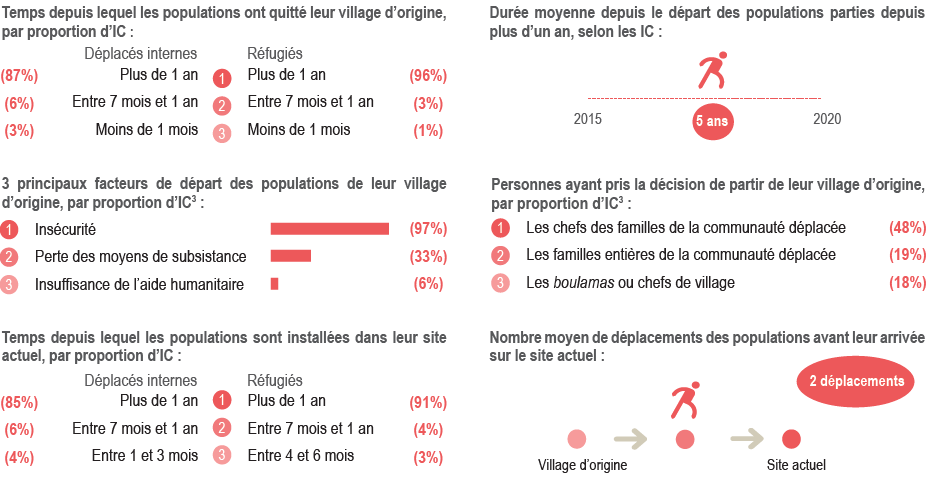 Temps depuis lequel les populations ont quitté leur village d’origine,
par proportion d’IC :
Déplacés internes Réfugiés
(87%) Plus de 1 an 1 Plus de 1 an (96%)
(6%) Entre 7 mois et 1 an 2 Entre 7 mois et 1 an (3%)
(3%) Moins de 1 mois 3 Moins de 1 mois (1%)
Durée moyenne depuis le départ des populations parties depuis
plus d’un an, selon les IC :
2015 5 ans 2020
3 principaux facteurs de départ des populations de leur village
d’origine, par proportion d’IC³ :
1 Insécurité (97%)
2 Perte des moyens de subsistance (33%)
3 Insuffisance de l’aide humanitaire (6%)
Personnes ayant pris la décision de partir de leur village d’origine,
par proportion d’IC³ :
1 Les chefs des familles de la communauté déplacée (48%)
2 Les familles entières de la communauté déplacée (19%)
3 Les boulamas ou chefs de village (18%)
Temps depuis lequel les populations sont installées dans leur site
actuel, par proportion d’IC :
Déplacés internes Réfugiés
(85%) Plus de 1 an 1 Plus de 1 an (91%)
(6%) Entre 7 mois et 1 an 2 Entre 7 mois et 1 an (4%)
(4%) Entre 1 et 3 mois 3 Entre 4 et 6 mois (3%)
Nombre moyen de déplacements des populations avant leur arrivée
sur le site actuel :
2 déplacements
Village d’origine Site actuel